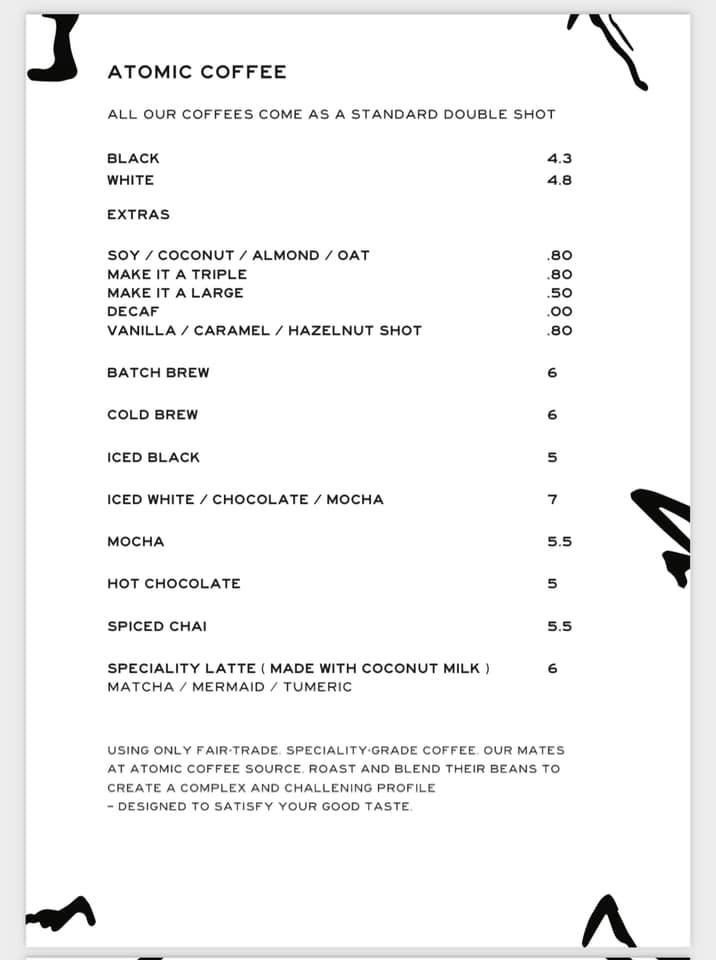 ATOMIC COFFEE
ALL OUR COFFEES COME AS A STANDARD DOUBLE SHOT
BLACK 4.3
WHITE 4.8
EXTRAS
SOY / COCONUT / ALMOND / OAT .80
MAKE IT A TRIPLE .80
MAKE IT A LARGE .50
DECAF .00
VANILLA / CARAMEL / HAZELNUT SHOT .80
BATCH BREW 6
COLD BREW 6
ICED BLACK 5
ICED WHITE / CHOCOLATE / MOCHA 7
MOCHA 5.5
HOT CHOCOLATE 5
SPICED CHAI 5.5
SPECIALITY LATTE ( MADE WITH COCONUT MILK ) 6
MATCHA / MERMAID / TUMERIC
USING ONLY FAIR-TRADE. SPECIALITY-GRADE COFFEE. OUR MATES
AT ATOMIC COFFEE SOURCE. ROAST AND BLEND THEIR BEANS TO
CREATE A COMPLEX AND CHALLENING PROFILE
– DESIGNED TO SATISFY YOUR GOOD TASTE.